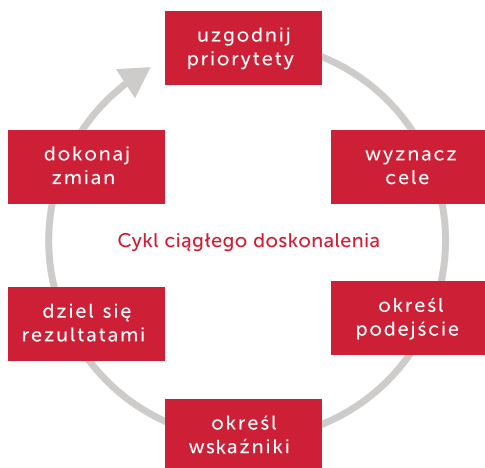 uzgodnij
priorytety
wyznacz
cele
określ
podejście
określ
wskaźniki
dziel się
rezultatami
dokonaj
zmian
Cykl ciągłego doskonalenia